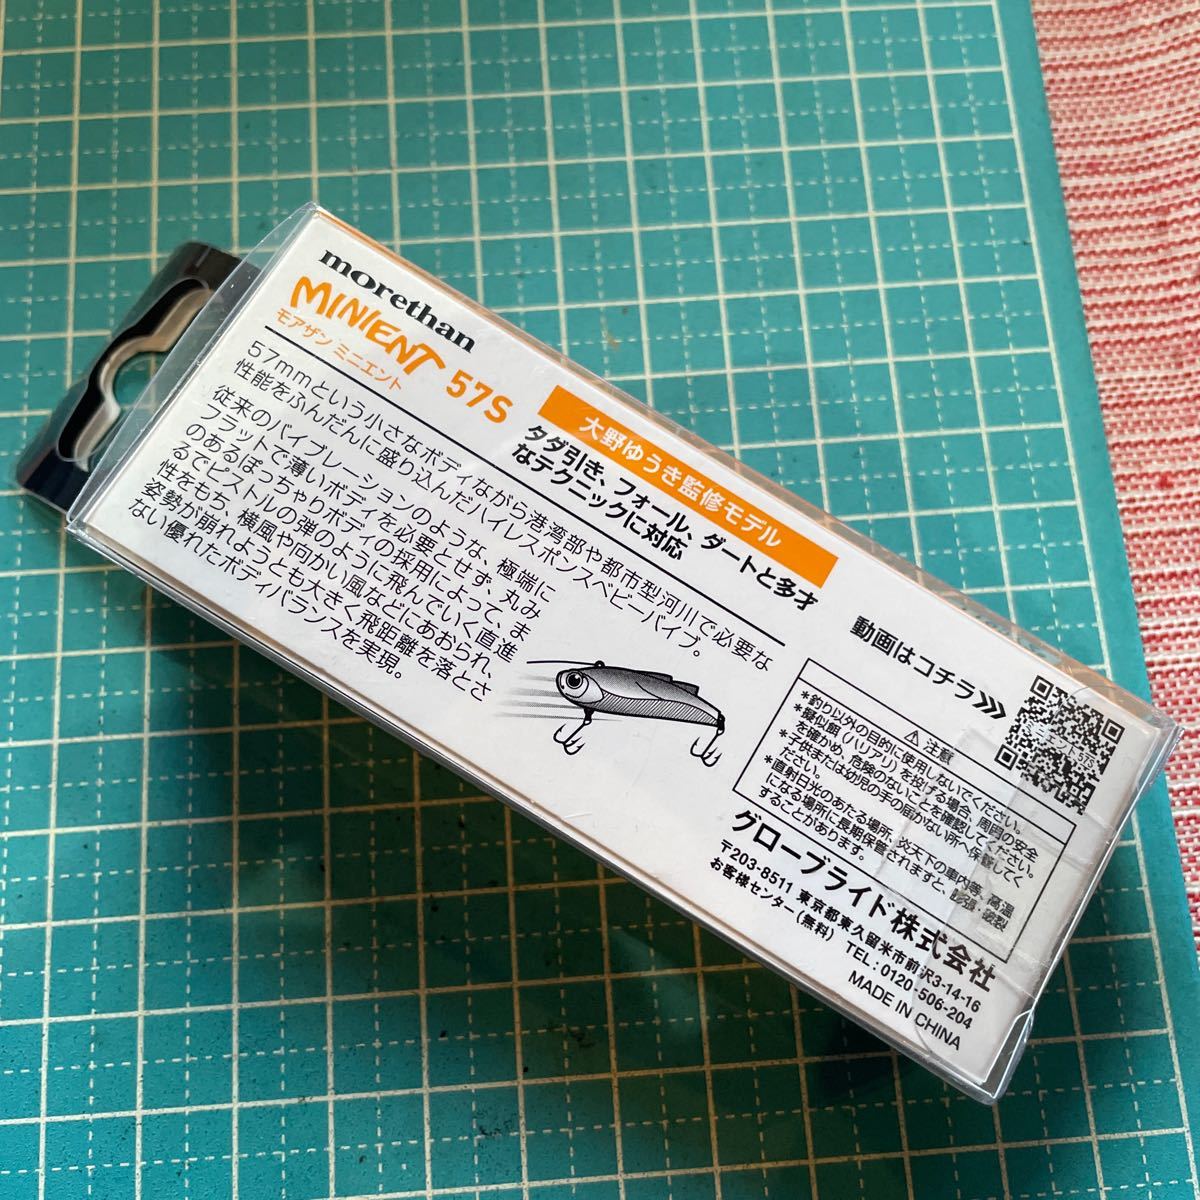 morethan
MINIENT 57S
モアザン ミニエント
大野ゆうき監修モデル
タダ引き、フォール、ダートと多才
なテクニックに対応
57mmという小さなボディながら港湾部や都市型河川で必要な
性能をふんだんに盛り込んだハイレスポンスベビーバイブ。
従来のバイブレーションのような、極端に
フラットで薄いボディを必要とせず、丸み
のあるぽっちゃりボディの採用によって、ま
るでピストルの弾のように飛んでいく直進
性をもち、横風や向かい風などにあおられ、
姿勢が崩れようとも大きく飛距離を落とさ
ない優れたボディバランスを実現。
動画はコチラ
⚠ 注意
*釣り以外の目的に使用しないでください。
*擬似餌(ハリアリ)を投げる場合、周囲の安全
を確かめ、危険のないことを確認してください。
*子供または幼児の手の届かない所へ保管してく
ださい。
*直射日光のあたる場所、炎天下の車内等、高温
になる場所に長期保管されますと、膨張・破裂
することがあります。
グローブライド株式会社
〒203-8511 東京都東久留米市前沢3-14-16
お客様センター(無料) TEL:0120-506-204
MADE IN CHINA